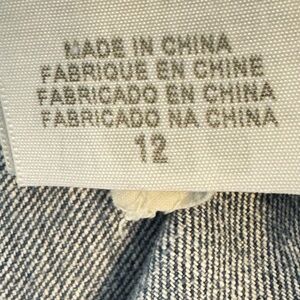 MADE IN CHINA
FABRIQUE EN CHINE
FABRICADO EN CHINA
FABRICADO NA CHINA
12